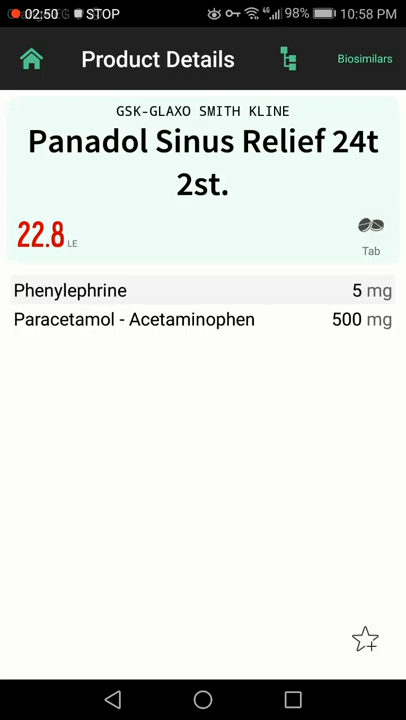 02:50 STOP 4G 98% 10:58 PM
Product Details Biosimilars
GSK-GLAXO SMITH KLINE
Panadol Sinus Relief 24t
2st.
22.8 LE
Tab
Phenylephrine 5 mg
Paracetamol - Acetaminophen 500 mg